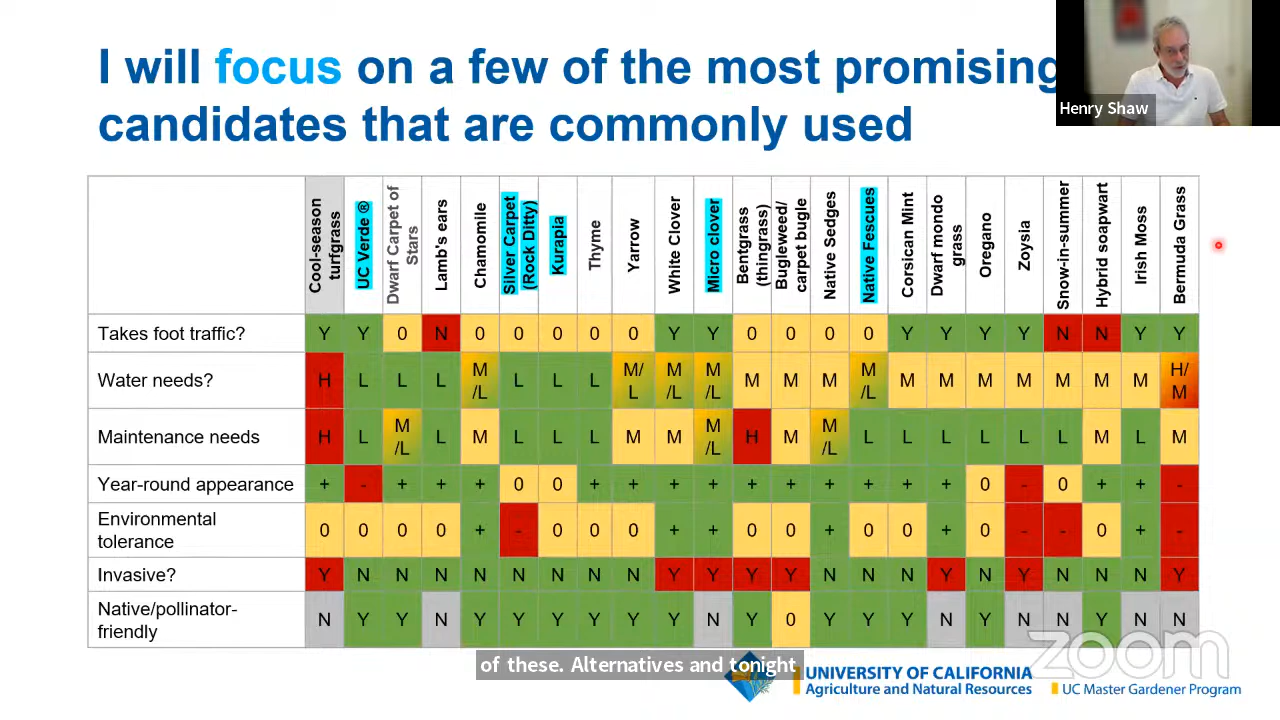 I will focus on a few of the most promising
candidates that are commonly used
Henry Shaw
Cool-season turfgrass
UC Verde ®
Dwarf Carpet of Stars
Lamb's ears
Chamomile
Silver Carpet (Rock Ditty)
Kurapia
Thyme
Yarrow
White Clover
Micro clover
Bentgrass (thingrass)
Bugleweed/ carpet bugle
Native Sedges
Native Fescues
Corsican Mint
Dwarf mondo grass
Oregano
Zoysia
Snow-in-summer
Hybrid soapwart
Irish Moss
Bermuda Grass
Takes foot traffic? Y Y 0 N 0 0 0 0 0 Y Y 0 0 0 0 Y Y Y Y N N Y Y
Water needs? H L L L M/L L L L M/L M/L M/L M M M M/L M M M M M M M H/M
Maintenance needs H L M/L L M L L L M M M/L H M M/L L L L L L L M L M
Year-round appearance + - + + + 0 0 + + + + + + + + + + 0 - 0 + + -
Environmental tolerance 0 0 0 0 + - 0 0 0 + + 0 0 + 0 0 + 0 - - 0 + -
Invasive? Y N N N N N N N N Y Y Y Y N N N Y N Y N N N Y
Native/pollinator-friendly N Y Y N Y Y Y Y Y Y N Y 0 Y Y Y N Y N N Y N N
of these. Alternatives and tonight
zoom
UNIVERSITY OF CALIFORNIA
Agriculture and Natural Resources
UC Master Gardener Program